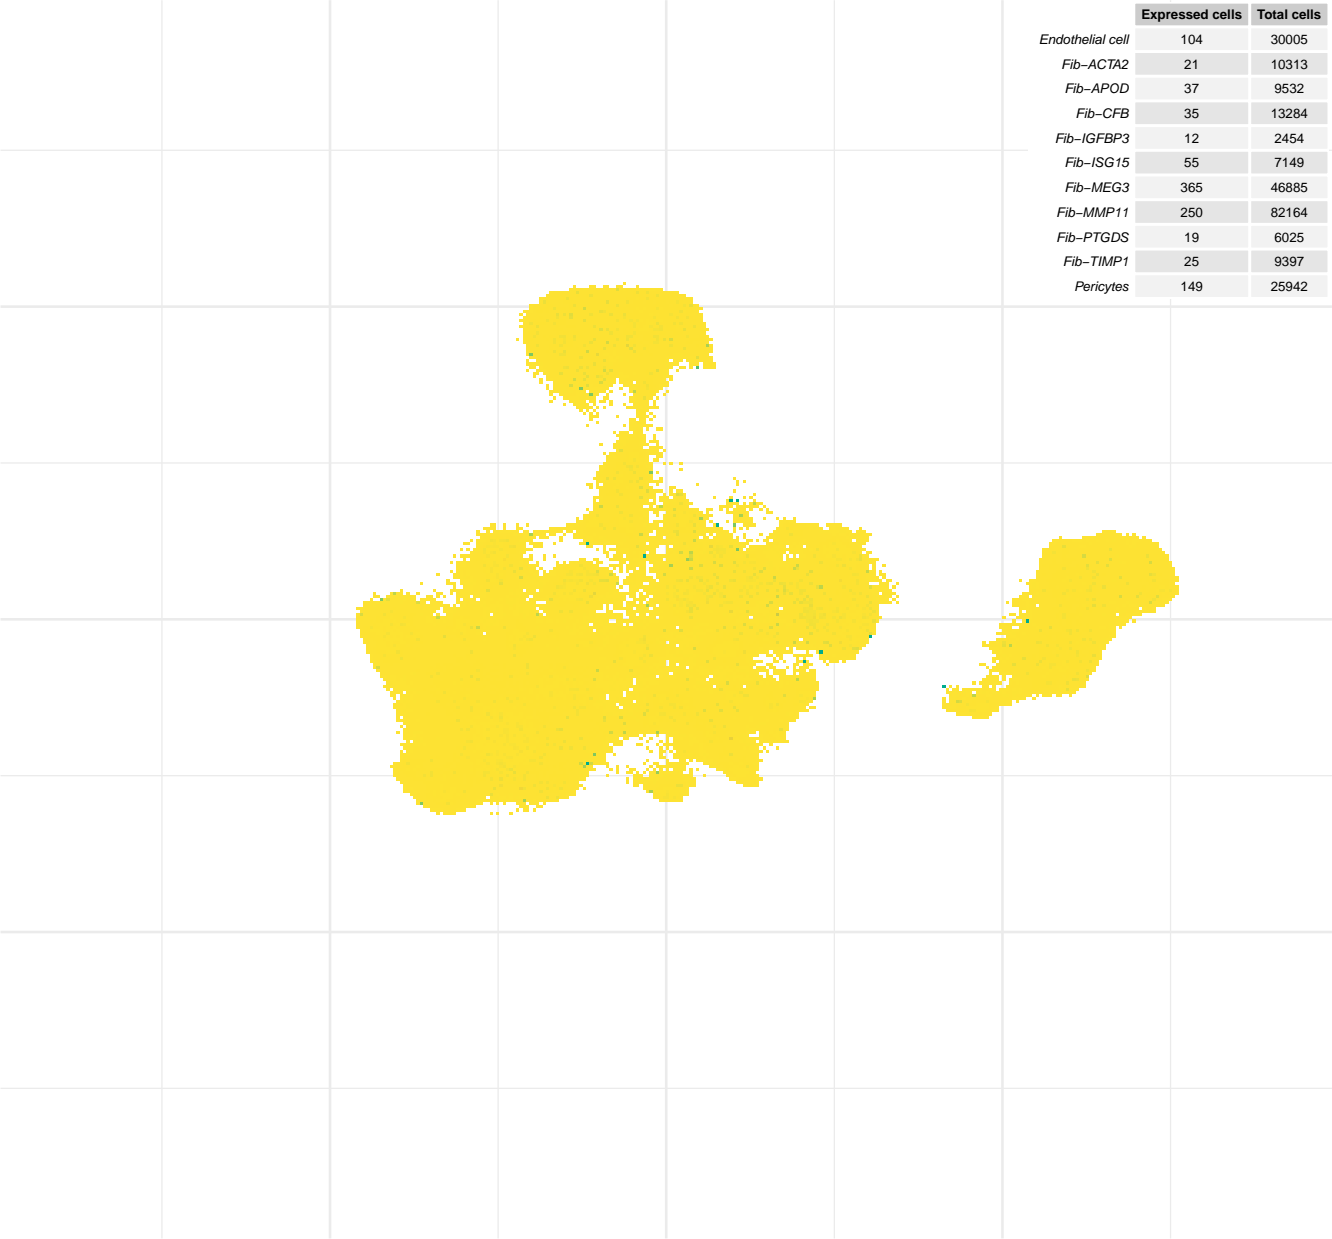 Expressed cells Total cells
Endothelial cell 104 30005
Fib−ACTA2 21 10313
Fib−APOD 37 9532
Fib−CFB 35 13284
Fib−IGFBP3 12 2454
Fib−ISG15 55 7149
Fib−MEG3 365 46885
Fib−MMP11 250 82164
Fib−PTGDS 19 6025
Fib−TIMP1 25 9397
Pericytes 149 25942